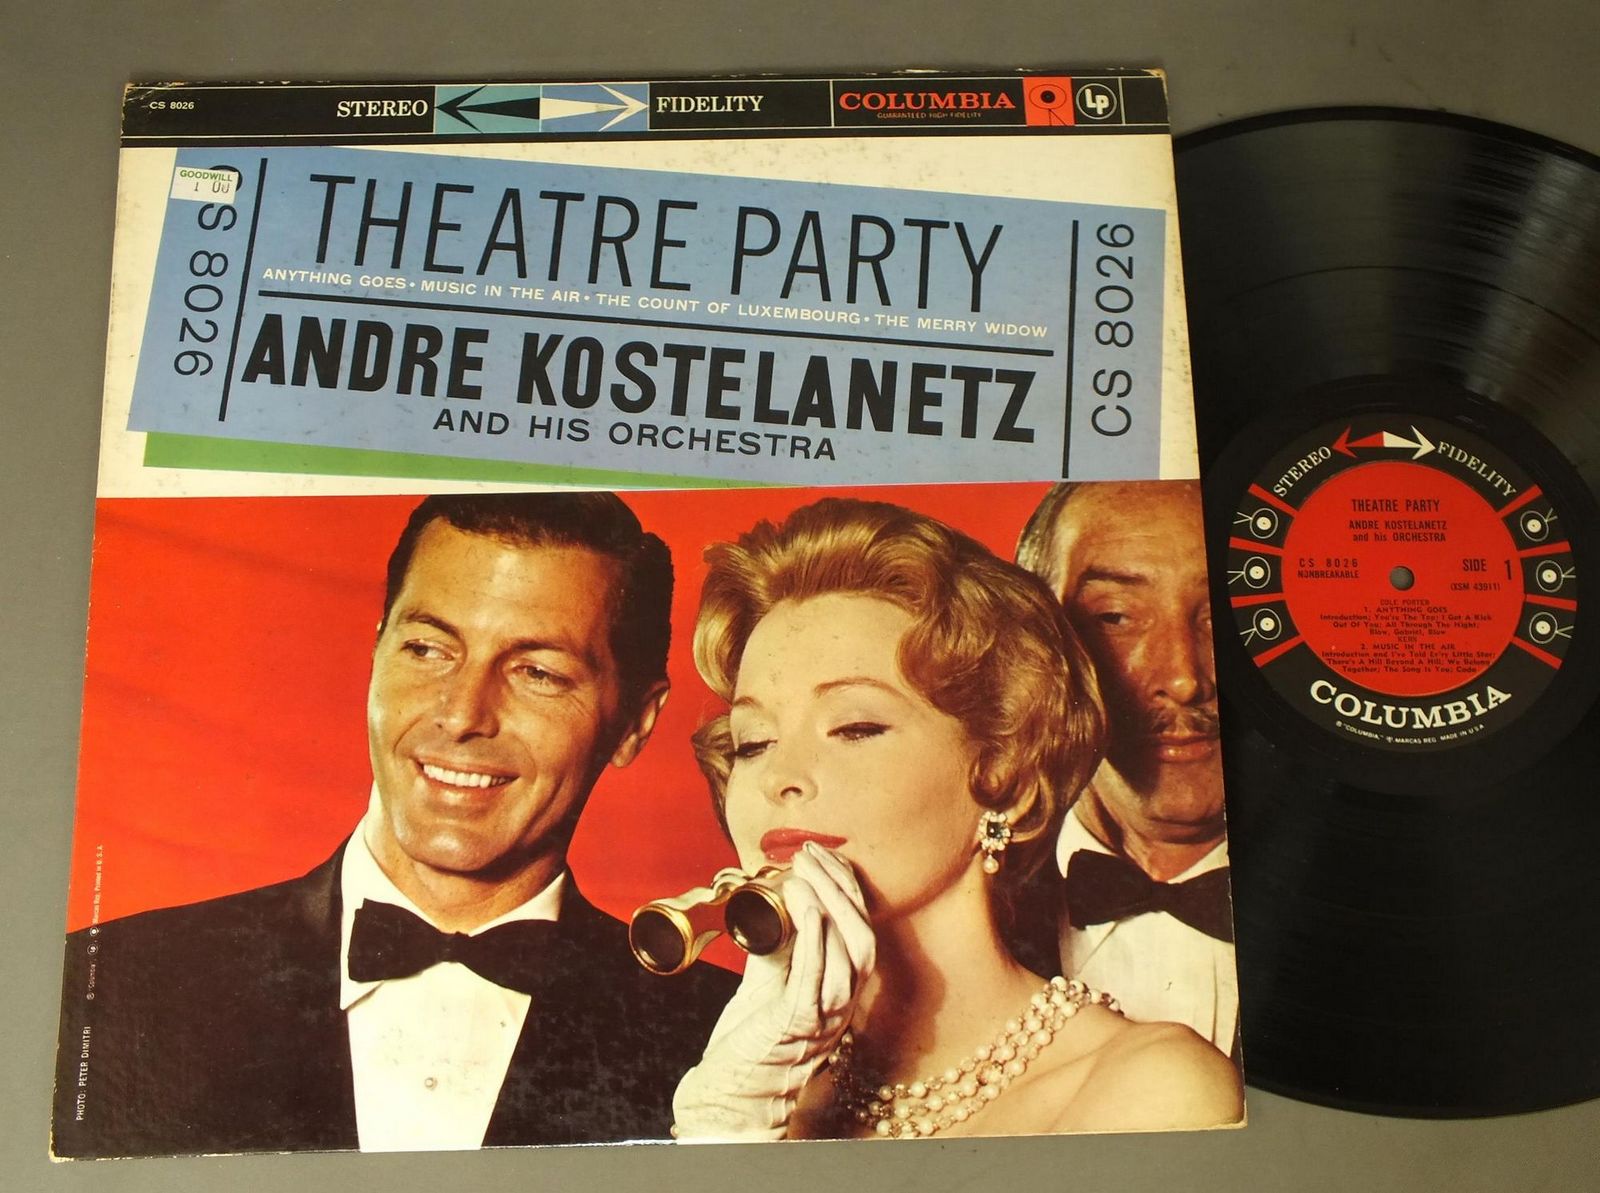 CS 8026
STEREO FIDELITY
COLUMBIA
GUARANTEED HIGH FIDELITY
Lp
GOODWILL
1 00
CS 8026
THEATRE PARTY
ANYTHING GOES • MUSIC IN THE AIR • THE COUNT OF LUXEMBOURG • THE MERRY WIDOW
ANDRE KOSTELANETZ
AND HIS ORCHESTRA
CS 8026
PHOTO: PETER DIMITRI
Marcas Reg. Printed in U.S.A.
STEREO FIDELITY
THEATRE PARTY
ANDRE KOSTELANETZ
and his ORCHESTRA
CS 8026
NONBREAKABLE
SIDE 1
(XSM 43911)
COLE PORTER
1. ANYTHING GOES
Introduction; You're The Top; I Get A Kick
Out Of You; All Through The Night;
Blow, Gabriel, Blow
KERN
2. MUSIC IN THE AIR
Introduction and I've Told Ev'ry Little Star;
There's A Hill Beyond A Hill; We Belong
Together; The Song Is You; Coda
COLUMBIA
® "COLUMBIA," MARCAS REG. MADE IN U.S.A.